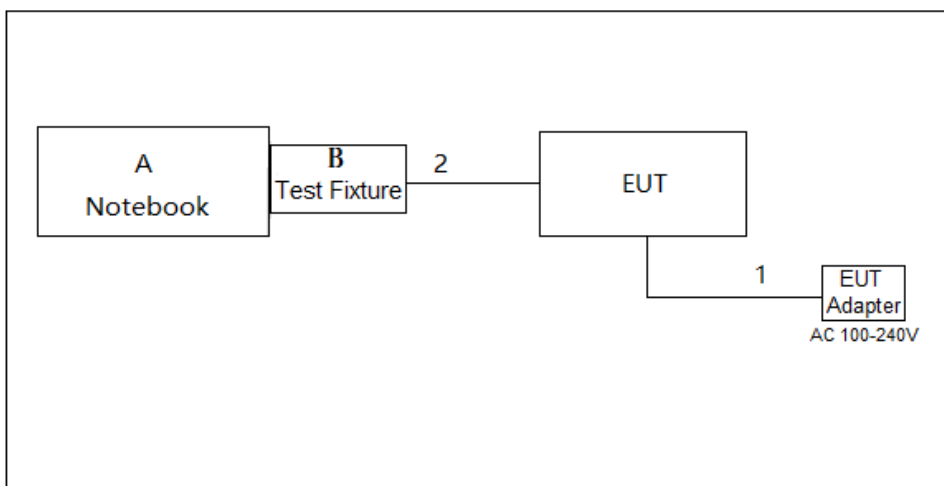 A
Notebook
B
Test Fixture
2
EUT
1
EUT
Adapter
AC 100-240V